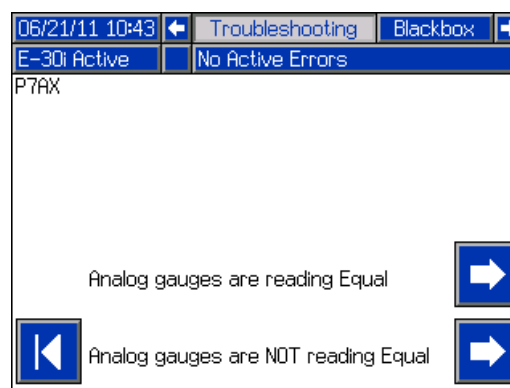 06/21/11 10:43 Troubleshooting Blackbox
E-30i Active No Active Errors
P7AX
Analog gauges are reading Equal
Analog gauges are NOT reading Equal